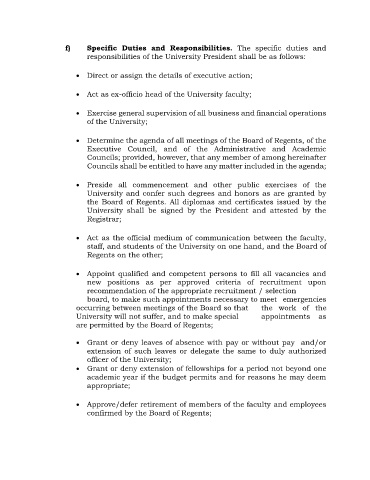 f) Specific Duties and Responsibilities. The specific duties and
responsibilities of the University President shall be as follows:
• Direct or assign the details of executive action;
• Act as ex-officio head of the University faculty;
• Exercise general supervision of all business and financial operations
of the University;
• Determine the agenda of all meetings of the Board of Regents, of the
Executive Council, and of the Administrative and Academic
Councils; provided, however, that any member of among hereinafter
Councils shall be entitled to have any matter included in the agenda;
• Preside all commencement and other public exercises of the
University and confer such degrees and honors as are granted by
the Board of Regents. All diplomas and certificates issued by the
University shall be signed by the President and attested by the
Registrar;
• Act as the official medium of communication between the faculty,
staff, and students of the University on one hand, and the Board of
Regents on the other;
• Appoint qualified and competent persons to fill all vacancies and
new positions as per approved criteria of recruitment upon
recommendation of the appropriate recruitment / selection
board, to make such appointments necessary to meet emergencies
occurring between meetings of the Board so that the work of the
University will not suffer, and to make special appointments as
are permitted by the Board of Regents;
• Grant or deny leaves of absence with pay or without pay and/or
extension of such leaves or delegate the same to duly authorized
officer of the University;
• Grant or deny extension of fellowships for a period not beyond one
academic year if the budget permits and for reasons he may deem
appropriate;
• Approve/defer retirement of members of the faculty and employees
confirmed by the Board of Regents;